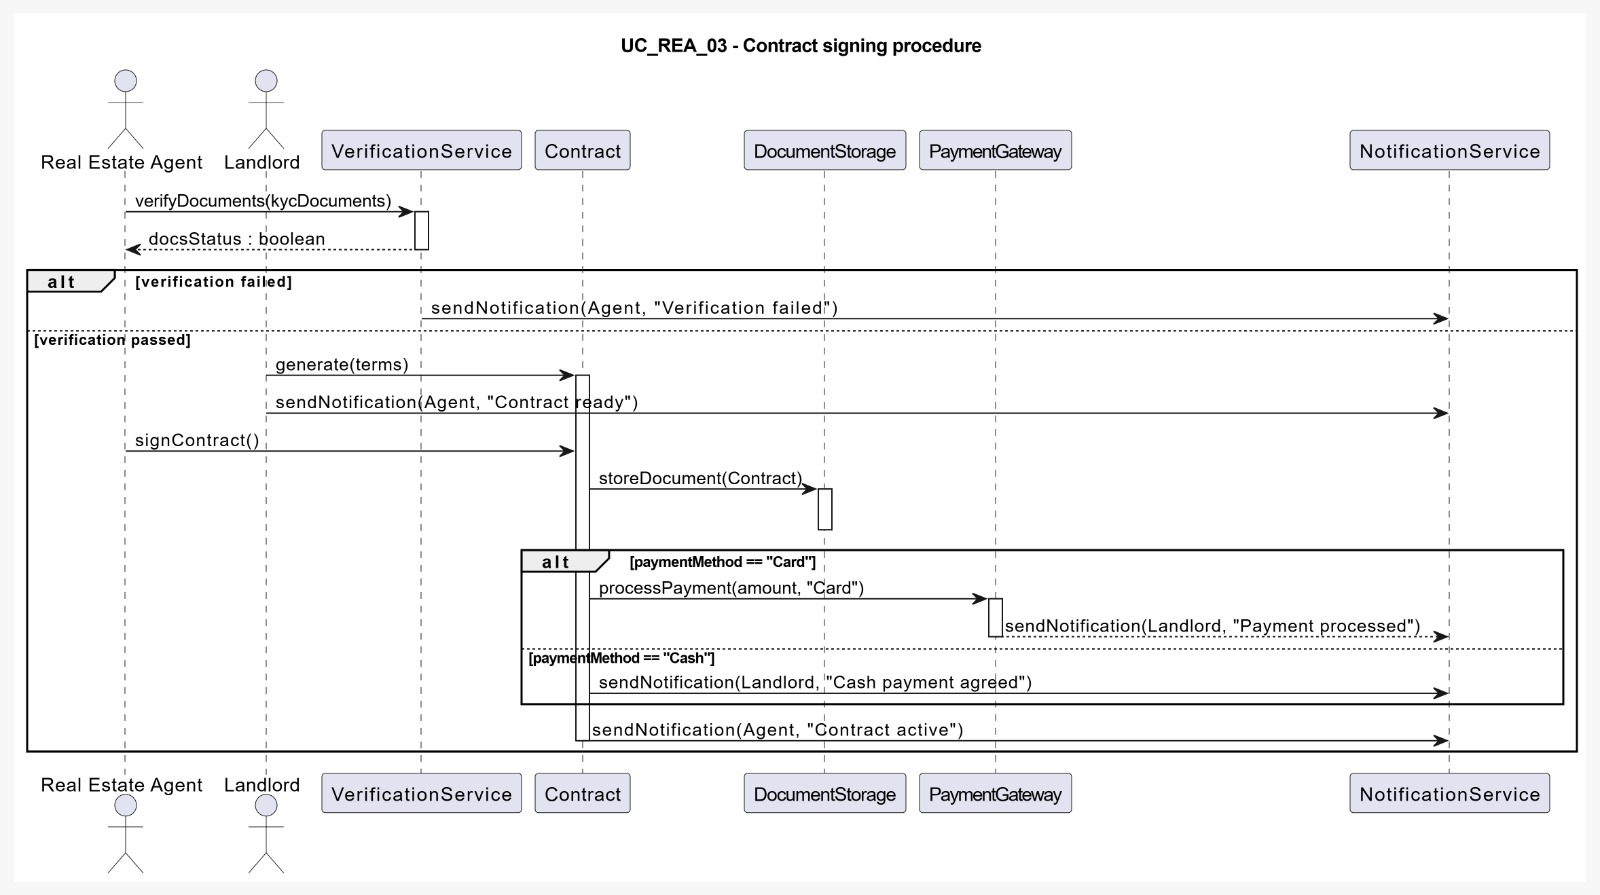 UC_REA_03 - Contract signing procedure
Real Estate Agent
Landlord
VerificationService
Contract
DocumentStorage
PaymentGateway
NotificationService
verifyDocuments(kycDocuments)
docsStatus : boolean
alt
[verification failed]
sendNotification(Agent, "Verification failed")
[verification passed]
generate(terms)
sendNotification(Agent, "Contract ready")
signContract()
storeDocument(Contract)
alt
[paymentMethod == "Card"]
processPayment(amount, "Card")
sendNotification(Landlord, "Payment processed")
[paymentMethod == "Cash"]
sendNotification(Landlord, "Cash payment agreed")
sendNotification(Agent, "Contract active")
Real Estate Agent
Landlord
VerificationService
Contract
DocumentStorage
PaymentGateway
NotificationService